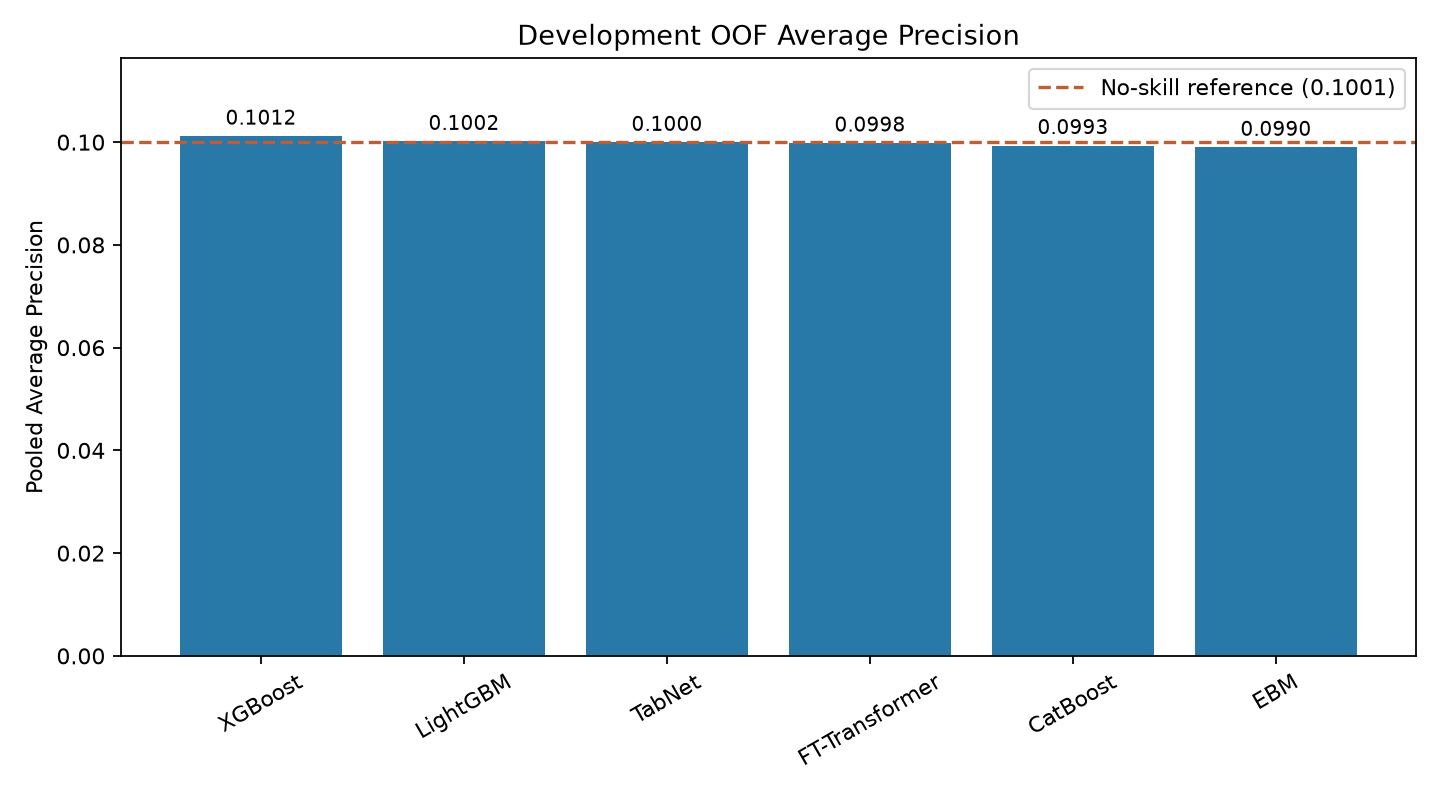 Development OOF Average Precision
No-skill reference (0.1001)
Pooled Average Precision
0.10
0.08
0.06
0.04
0.02
0.00
0.1012
0.1002
0.1000
0.0998
0.0993
0.0990
XGBoost
LightGBM
TabNet
FT-Transformer
CatBoost
EBM